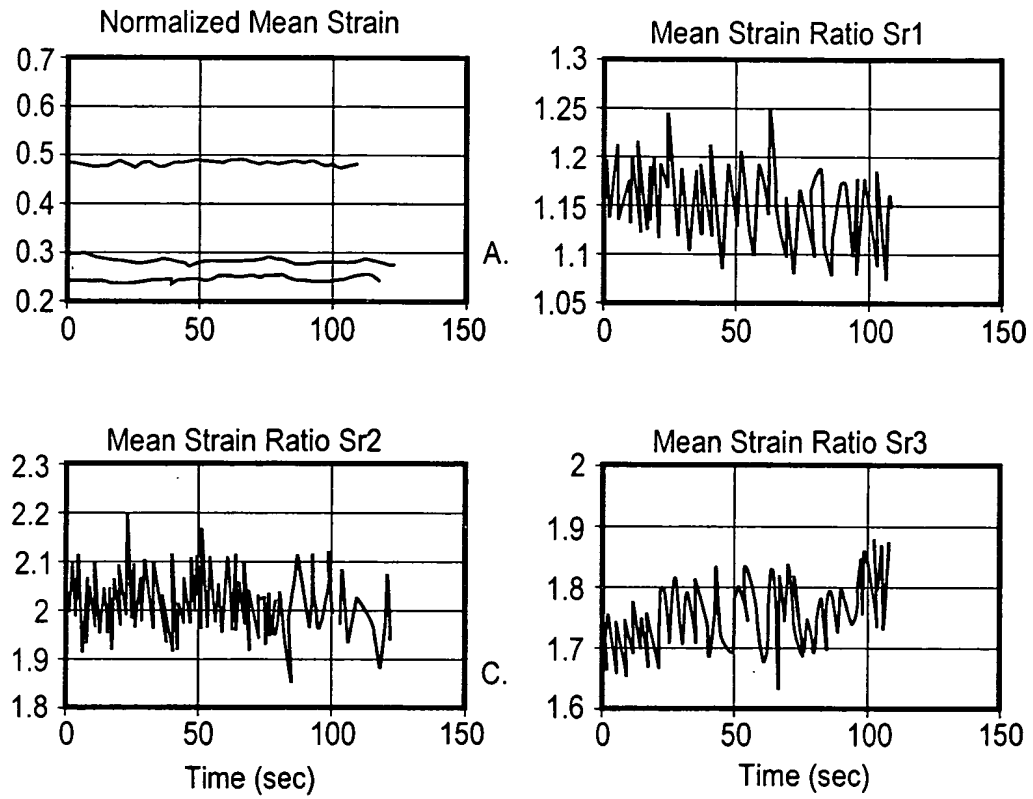 Normalized Mean Strain
0.7
0.6
0.5
0.4
0.3
0.2
0 50 100 150
A.
Mean Strain Ratio Sr1
1.3
1.25
1.2
1.15
1.1
1.05
0 50 100 150
Mean Strain Ratio Sr2
2.3
2.2
2.1
2
1.9
1.8
0 50 100 150
Time (sec)
C.
Mean Strain Ratio Sr3
2
1.9
1.8
1.7
1.6
0 50 100 150
Time (sec)